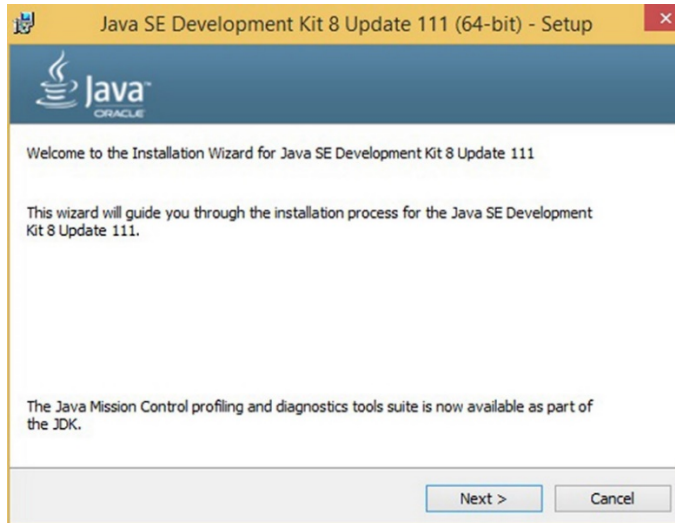 Java SE Development Kit 8 Update 111 (64-bit) - Setup
Java™
ORACLE
Welcome to the Installation Wizard for Java SE Development Kit 8 Update 111
This wizard will guide you through the installation process for the Java SE Development
Kit 8 Update 111.
The Java Mission Control profiling and diagnostics tools suite is now available as part of
the JDK.
Next >
Cancel